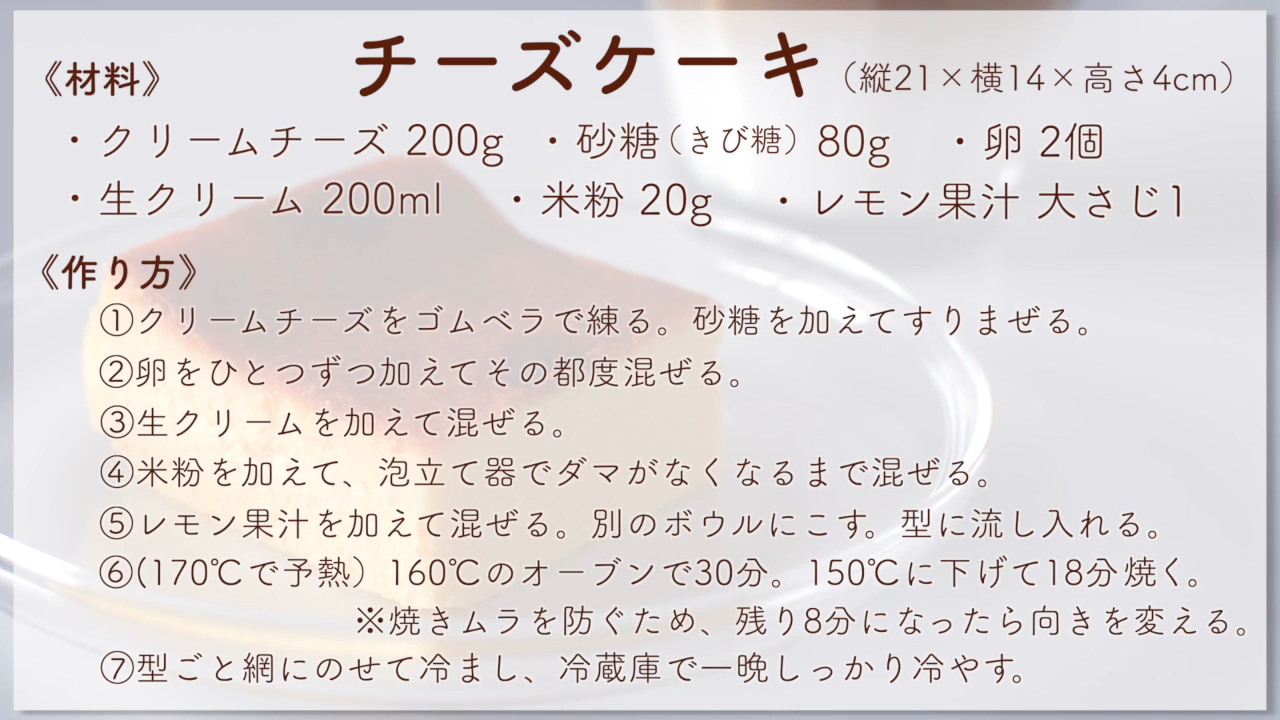 チーズケーキ（縦21×横14×高さ4cm）
《材料》
・クリームチーズ 200g ・砂糖（きび糖）80g ・卵 2個
・生クリーム 200ml ・米粉 20g ・レモン果汁 大さじ1
《作り方》
①クリームチーズをゴムベラで練る。砂糖を加えてすりまぜる。
②卵をひとつずつ加えてその都度混ぜる。
③生クリームを加えて混ぜる。
④米粉を加えて、泡立て器でダマがなくなるまで混ぜる。
⑤レモン果汁を加えて混ぜる。別のボウルにこす。型に流し入れる。
⑥(170℃で予熱）160℃のオーブンで30分。150℃に下げて18分焼く。
※焼きムラを防ぐため、残り8分になったら向きを変える。
⑦型ごと網にのせて冷まし、冷蔵庫で一晩しっかり冷やす。